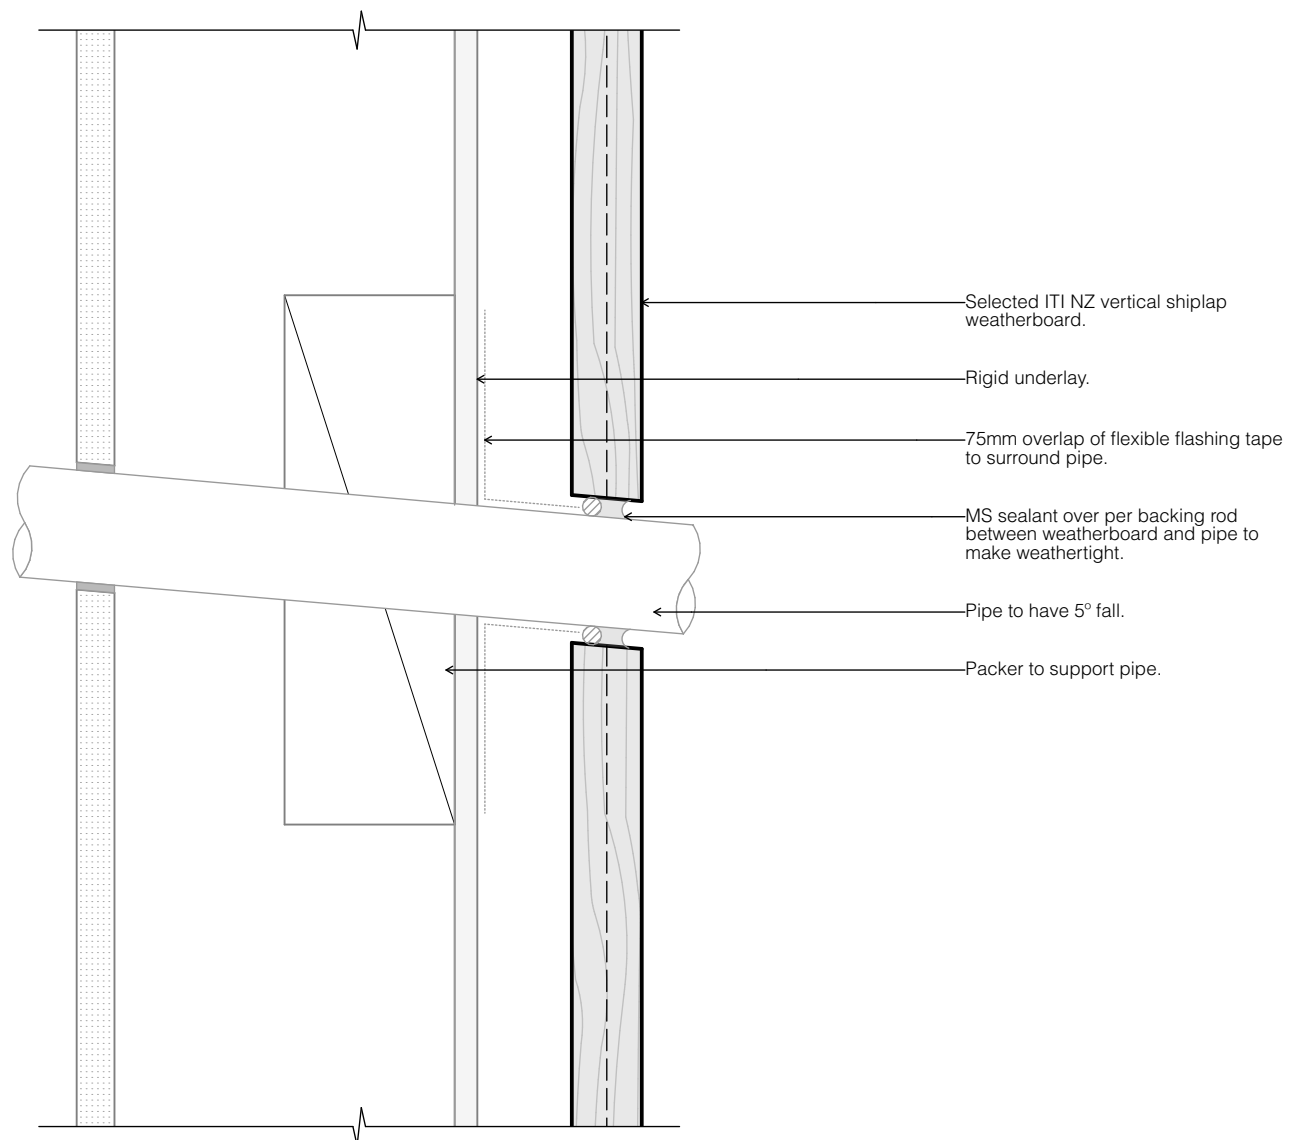 Selected ITI NZ vertical shiplap
weatherboard.
Rigid underlay.
75mm overlap of flexible flashing tape
to surround pipe.
MS sealant over per backing rod
between weatherboard and pipe to
make weathertight.
Pipe to have 5° fall.
Packer to support pipe.